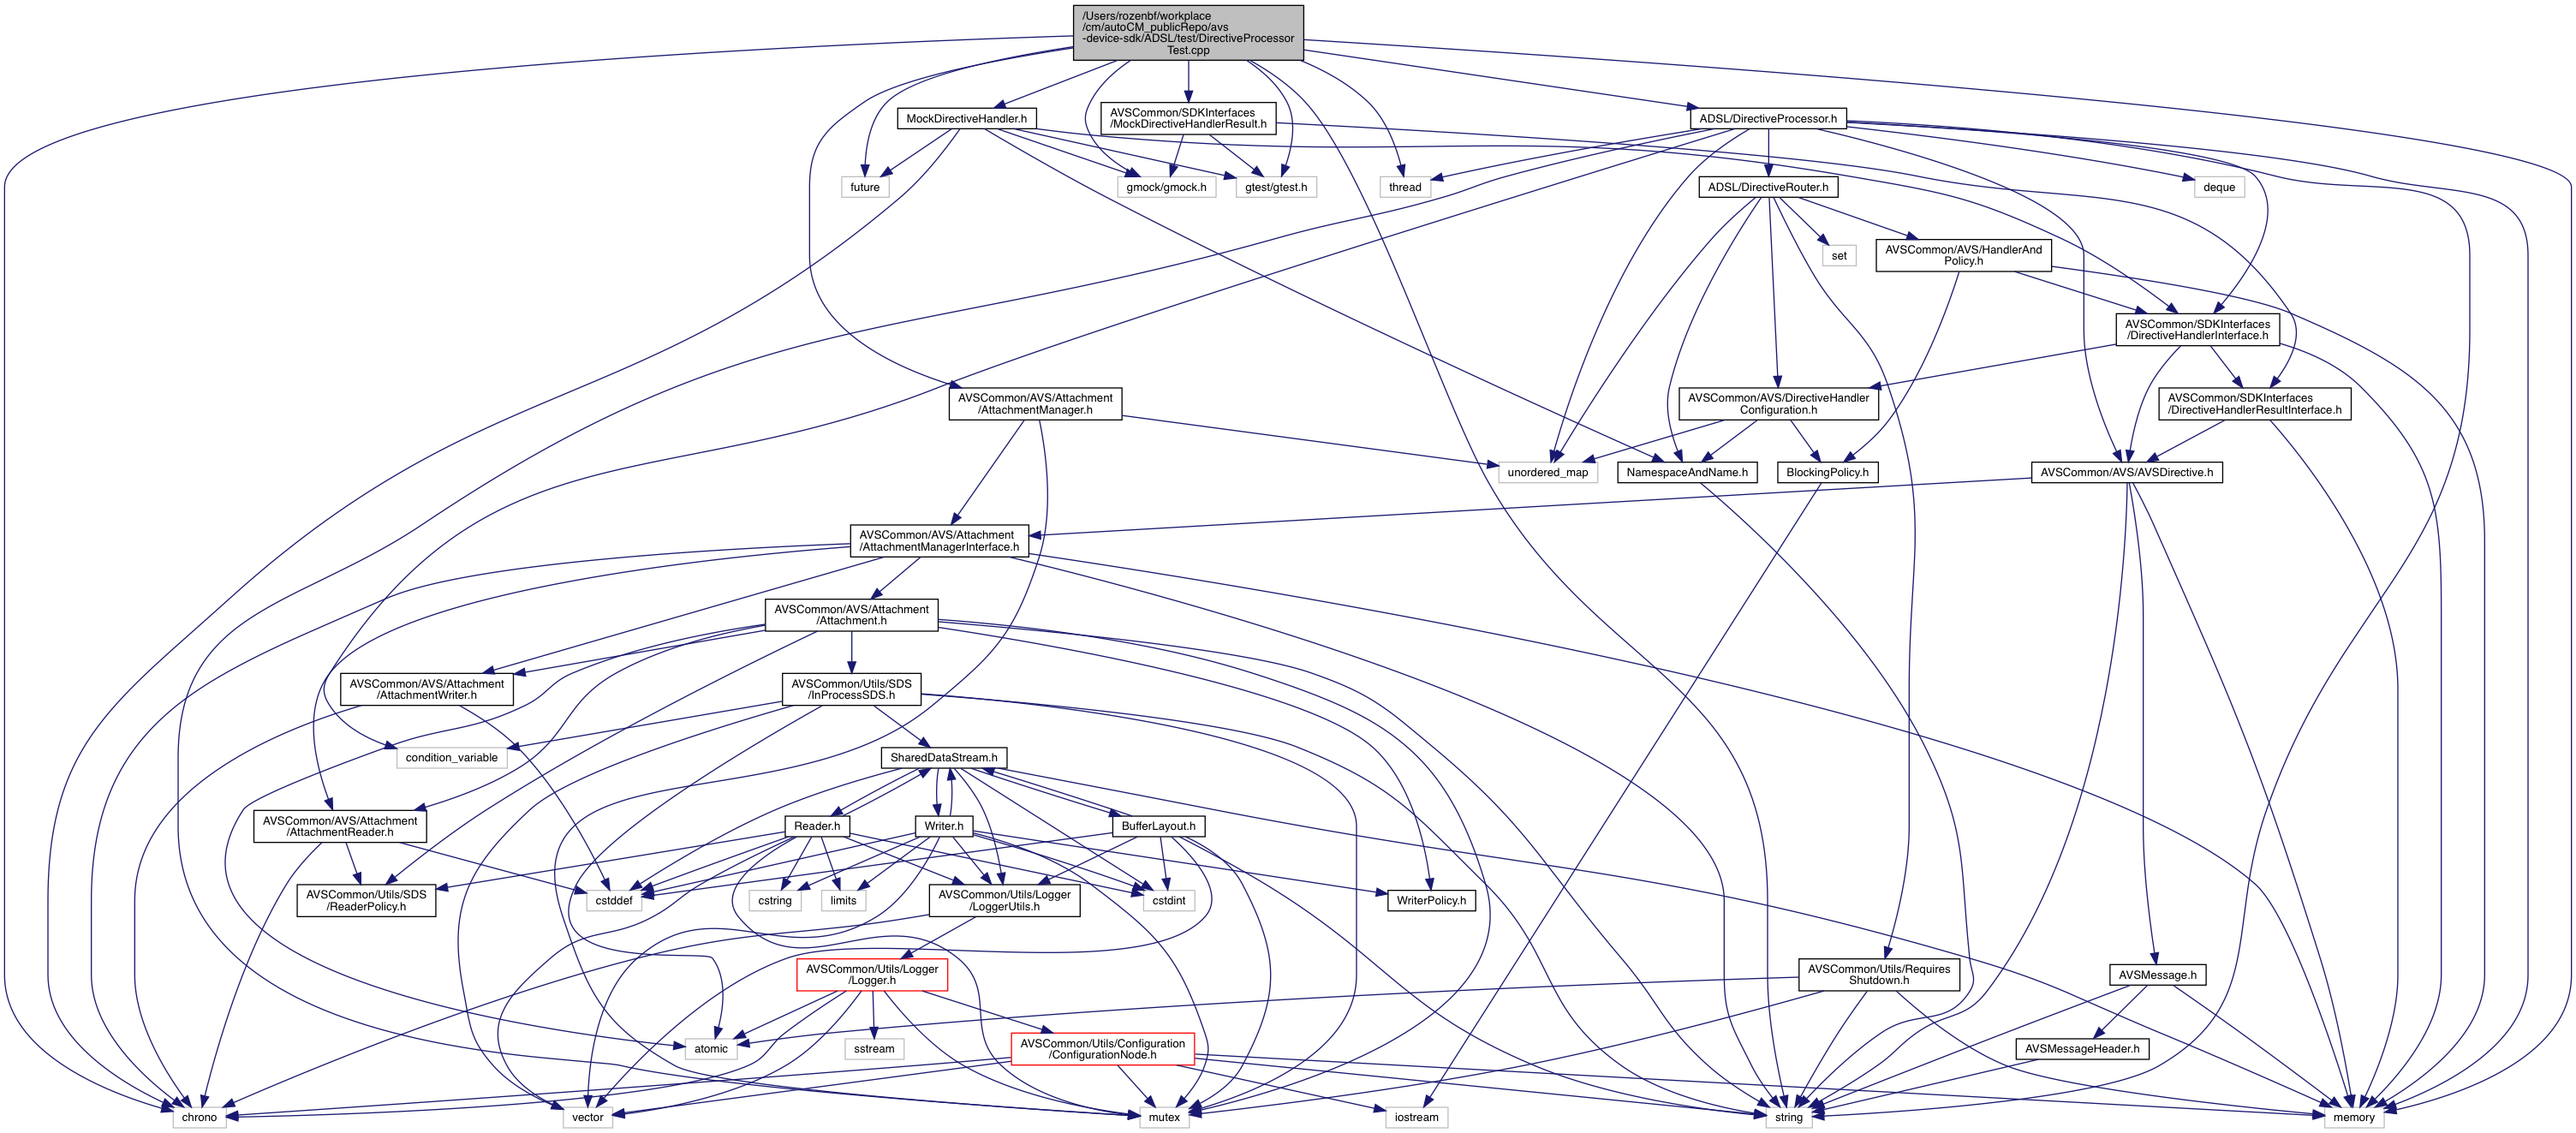 /Users/rozenbf/workplace
/cm/autoCM_publicRepo/avs
-device-sdk/ADSL/test/DirectiveProcessor
Test.cpp
MockDirectiveHandler.h
AVSCommon/SDKInterfaces
/MockDirectiveHandlerResult.h
ADSL/DirectiveProcessor.h
future
gmock/gmock.h
gtest/gtest.h
thread
ADSL/DirectiveRouter.h
deque
set
AVSCommon/AVS/HandlerAnd
Policy.h
AVSCommon/SDKInterfaces
/DirectiveHandlerInterface.h
AVSCommon/AVS/Attachment
/AttachmentManager.h
AVSCommon/AVS/DirectiveHandler
Configuration.h
AVSCommon/SDKInterfaces
/DirectiveHandlerResultInterface.h
unordered_map
NamespaceAndName.h
BlockingPolicy.h
AVSCommon/AVS/AVSDirective.h
AVSCommon/AVS/Attachment
/AttachmentManagerInterface.h
AVSCommon/AVS/Attachment
/Attachment.h
AVSCommon/AVS/Attachment
/AttachmentWriter.h
AVSCommon/Utils/SDS
/InProcessSDS.h
condition_variable
SharedDataStream.h
AVSCommon/AVS/Attachment
/AttachmentReader.h
Reader.h
Writer.h
BufferLayout.h
AVSCommon/Utils/SDS
/ReaderPolicy.h
cstddef
cstring
limits
AVSCommon/Utils/Logger
/LoggerUtils.h
cstdint
WriterPolicy.h
AVSCommon/Utils/Logger
/Logger.h
AVSCommon/Utils/Requires
Shutdown.h
AVSMessage.h
atomic
sstream
AVSCommon/Utils/Configuration
/ConfigurationNode.h
AVSMessageHeader.h
chrono
vector
mutex
iostream
string
memory